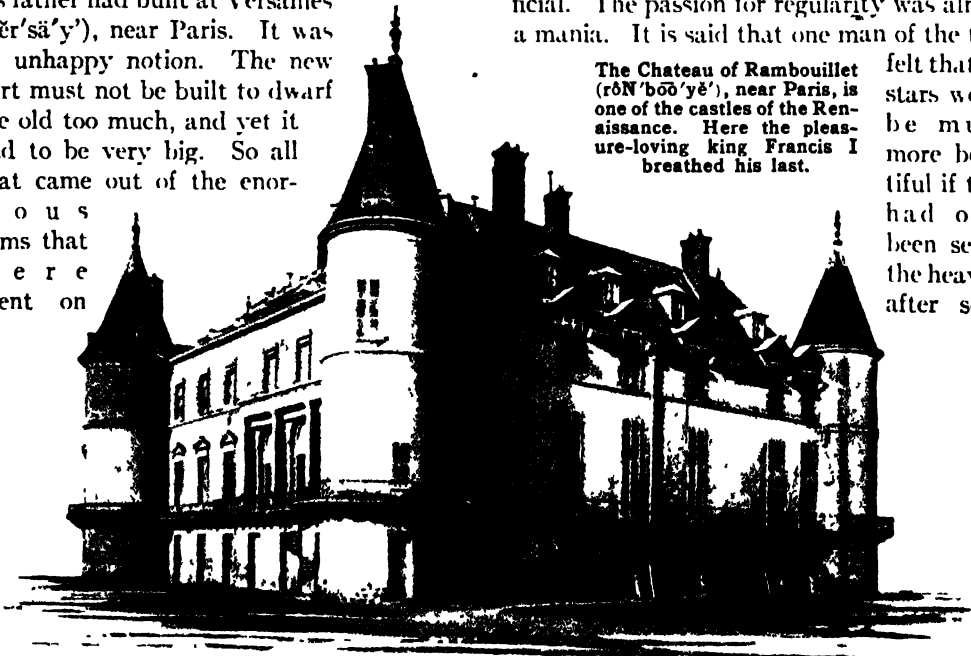 father had built at Versailles
ĕr′sä′y′), near Paris. It was
unhappy notion. The new
rt must not be built to dwarf
e old too much, and yet it
d to be very big. So all
at came out of the enor-
o u s
ms that
e r e
ent on
ncial. The passion for regularity was
a mania. It is said that one man of the
felt that
stars we
be mu
more be
tiful if
had o
been se
the heav
after s
The Chateau of Rambouillet
(rôN′bōō′yĕ′), near Paris, is
one of the castles of the Ren-
aissance. Here the pleas-
ure-loving king Francis I
breathed his last.